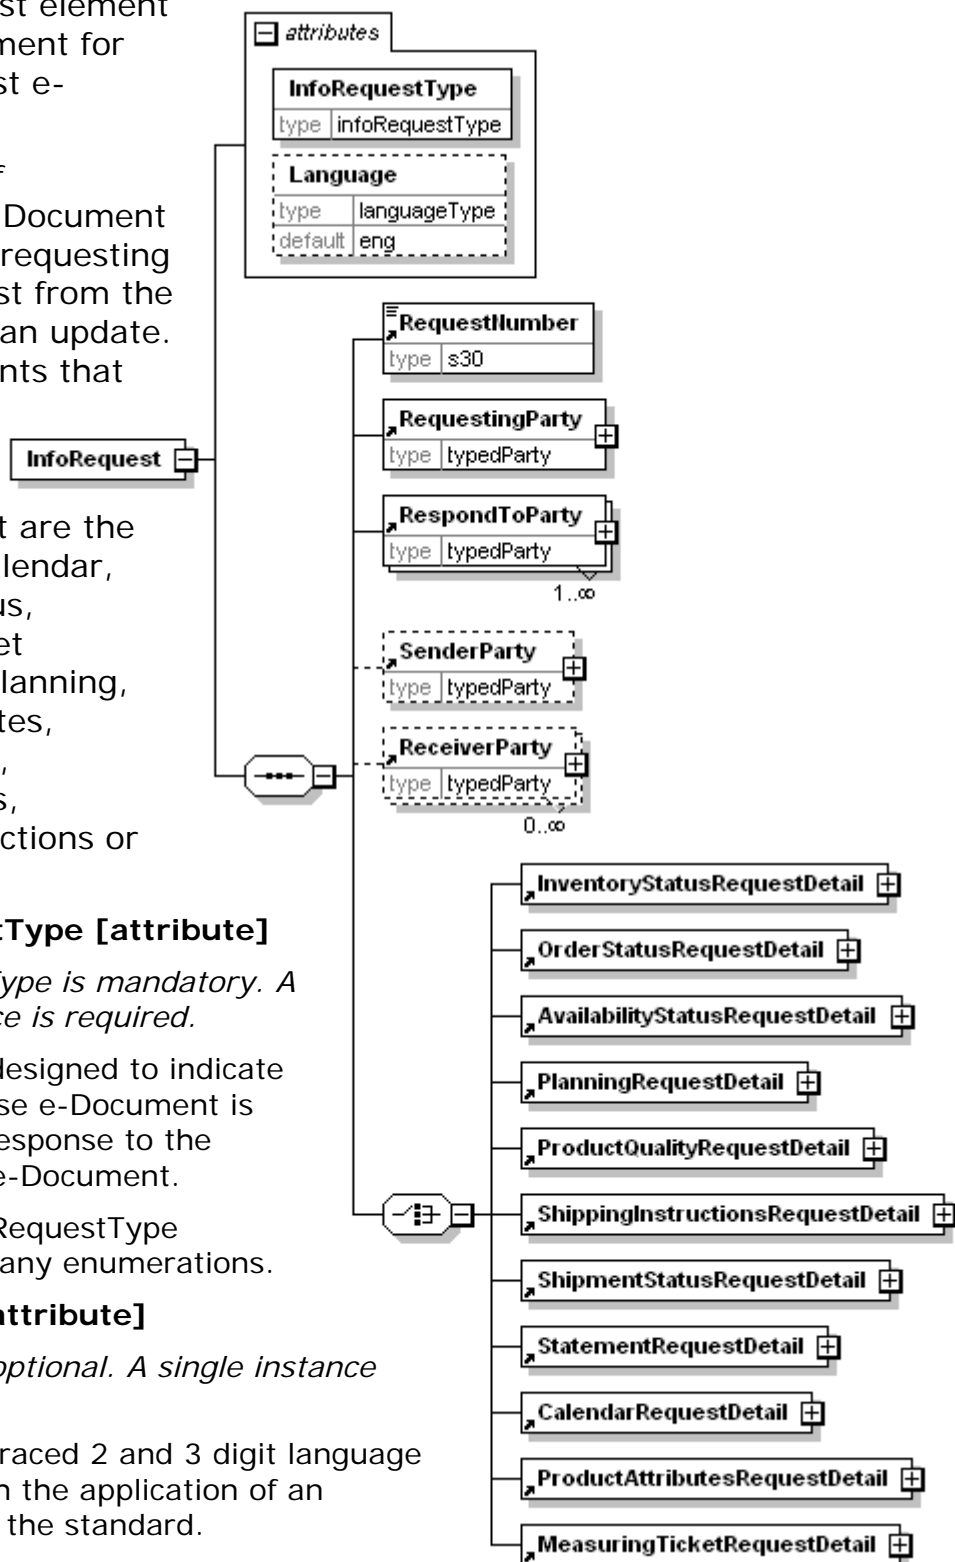 st element
ment for
st e-
f
Document
requesting
st from the
an update.
nts that
t are the
lendar,
us,
et
lanning,
tes,
,
s,
ctions or
tType [attribute]
Type is mandatory. A
ce is required.
designed to indicate
se e-Document is
esponse to the
e-Document.
RequestType
any enumerations.
attribute]
optional. A single instance
raced 2 and 3 digit language
n the application of an
the standard.
attributes
InfoRequestType
type infoRequestType
Language
type languageType
default eng
InfoRequest
RequestNumber
type s30
RequestingParty
type typedParty
RespondToParty
type typedParty
1..∞
SenderParty
type typedParty
ReceiverParty
type typedParty
0..∞
InventoryStatusRequestDetail
OrderStatusRequestDetail
AvailabilityStatusRequestDetail
PlanningRequestDetail
ProductQualityRequestDetail
ShippingInstructionsRequestDetail
ShipmentStatusRequestDetail
StatementRequestDetail
CalendarRequestDetail
ProductAttributesRequestDetail
MeasuringTicketRequestDetail